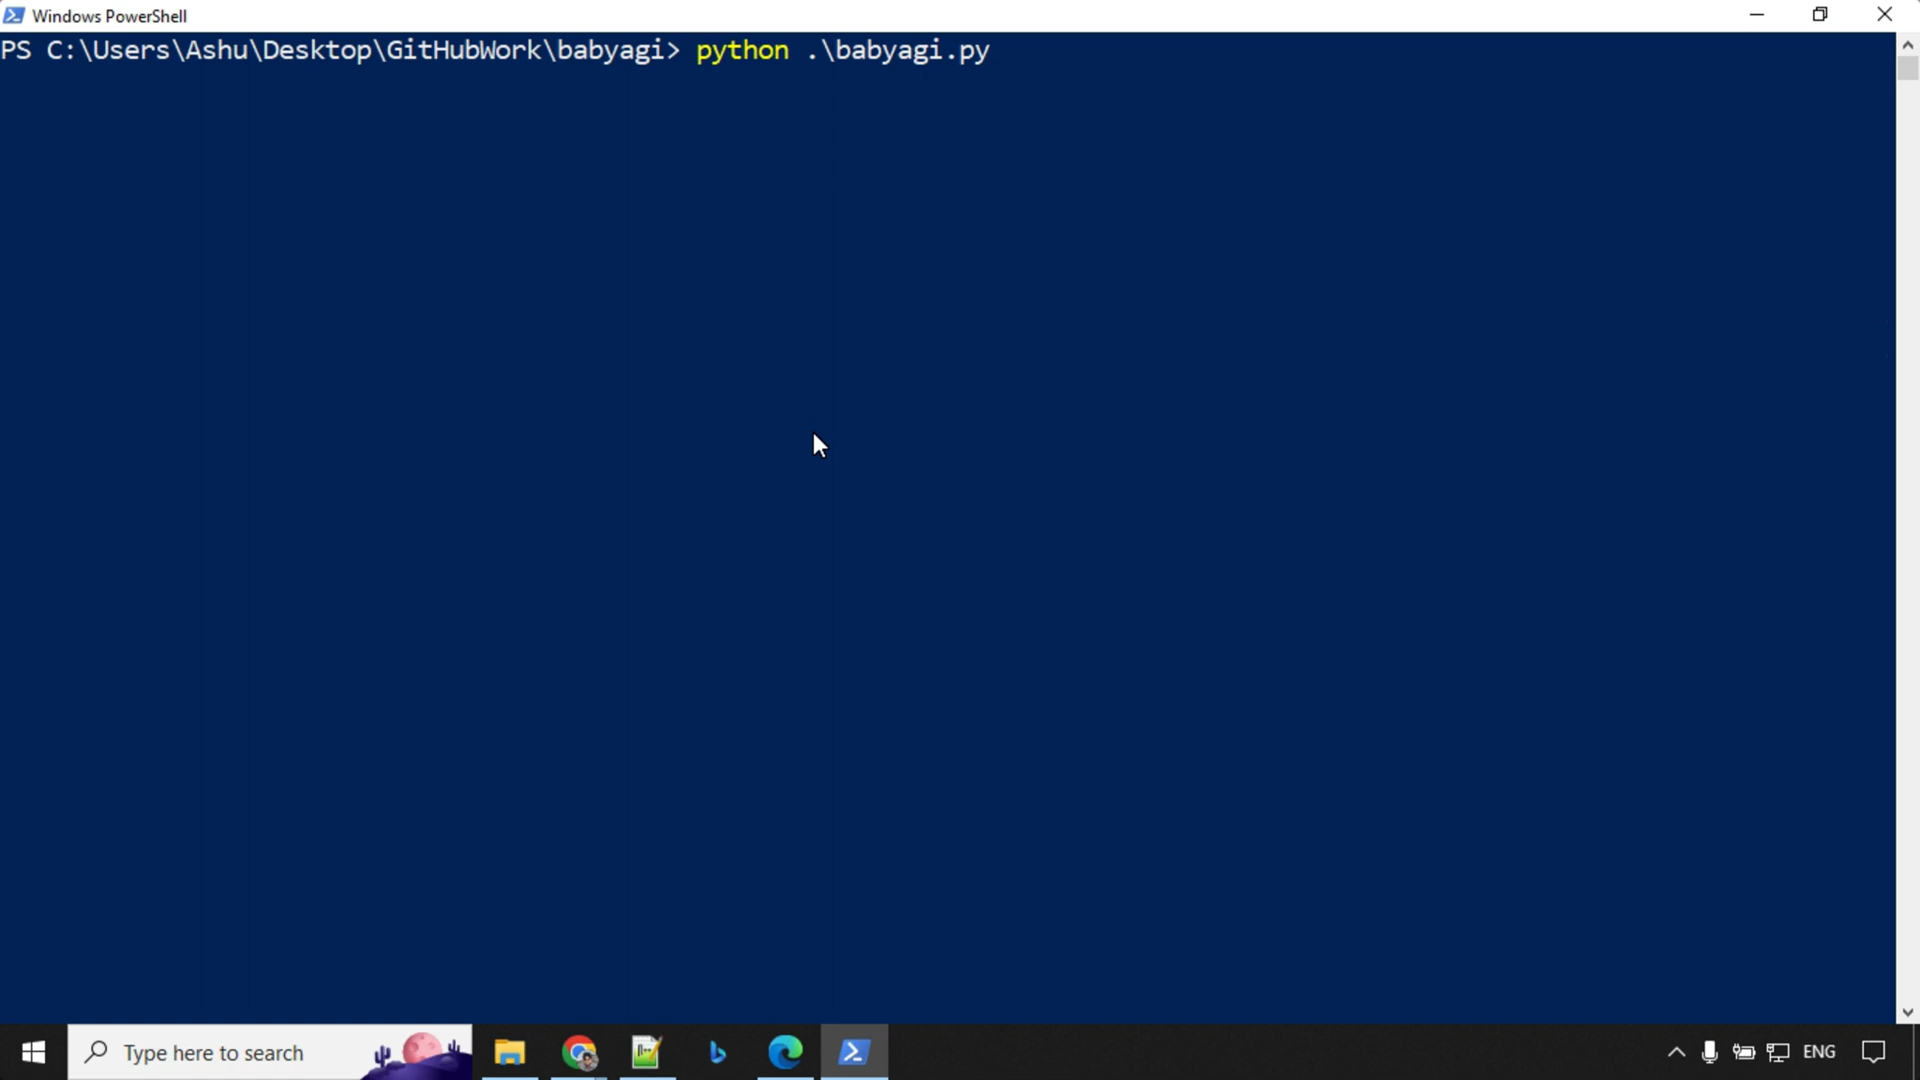 Windows PowerShell
PS C:\Users\Ashu\Desktop\GitHubWork\babyagi> python .\babyagi.py
Type here to search
ENG